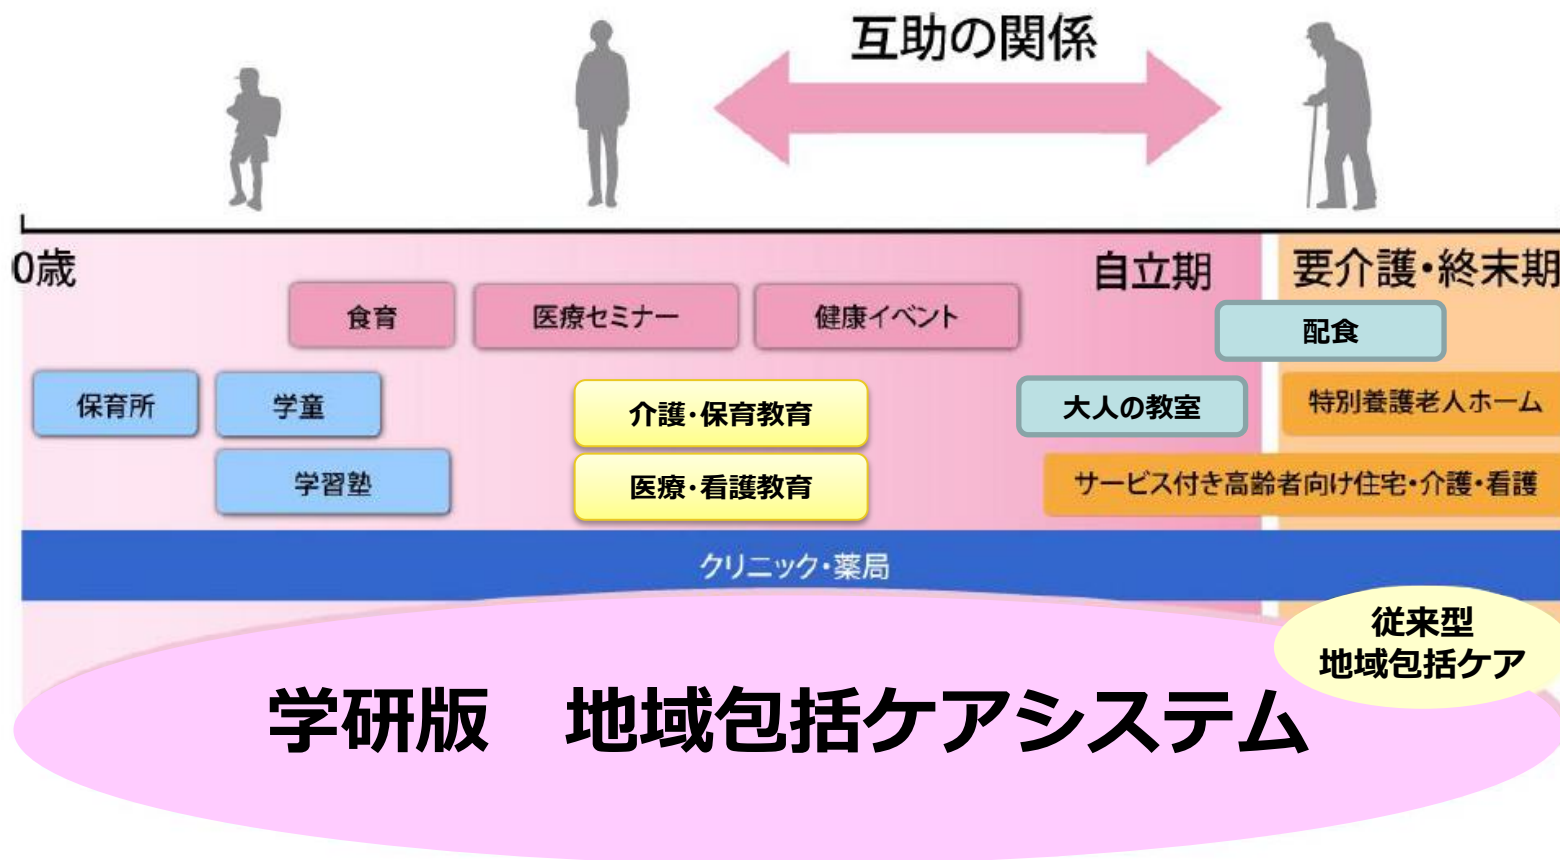 互助の関係
0歳
自立期
要介護・終末期
食育
医療セミナー
健康イベント
配食
保育所
学童
介護・保育教育
大人の教室
特別養護老人ホーム
学習塾
医療・看護教育
サービス付き高齢者向け住宅・介護・看護
クリニック・薬局
従来型
地域包括ケア
学研版　地域包括ケアシステム